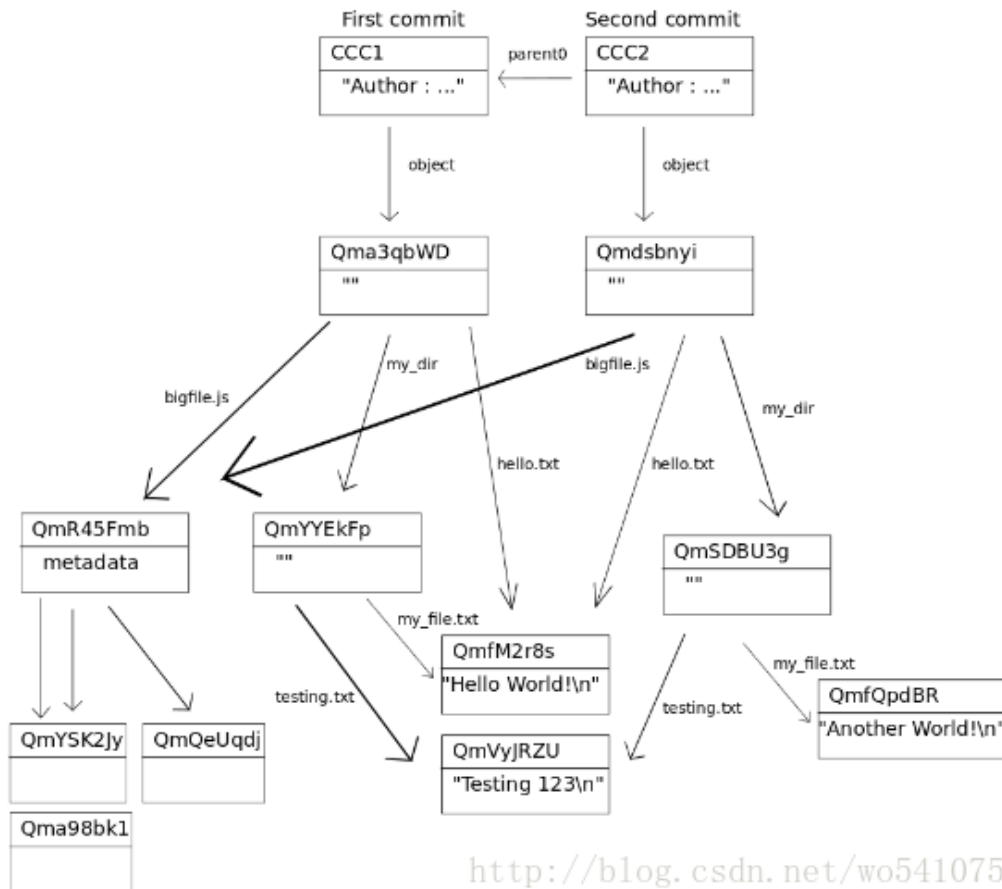 First commit
Second commit
CCC1
"Author : ..."
parent0
CCC2
"Author : ..."
object
object
Qma3qbWD
""
Qmdsbnyi
""
bigfile.js
my_dir
hello.txt
bigfile.js
hello.txt
my_dir
QmR45Fmb
metadata
QmYYEkFp
""
QmSDBU3g
""
my_file.txt
testing.txt
QmfM2r8s
"Hello World!\n"
testing.txt
my_file.txt
QmfQpdBR
"Another World!\n"
QmYSK2Jy
QmQeUqdj
QmVyJRZU
"Testing 123\n"
Qma98bk1
http://blog.csdn.net/wo541075